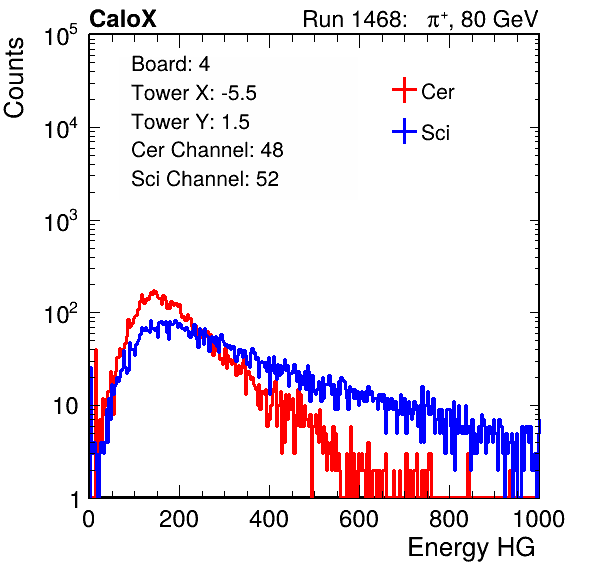 CaloX Run 1468: π⁺, 80 GeV
Counts
10⁵
10⁴
10³
10²
10
1
Board: 4
Tower X: -5.5
Tower Y: 1.5
Cer Channel: 48
Sci Channel: 52
Cer
Sci
0 200 400 600 800 1000
Energy HG